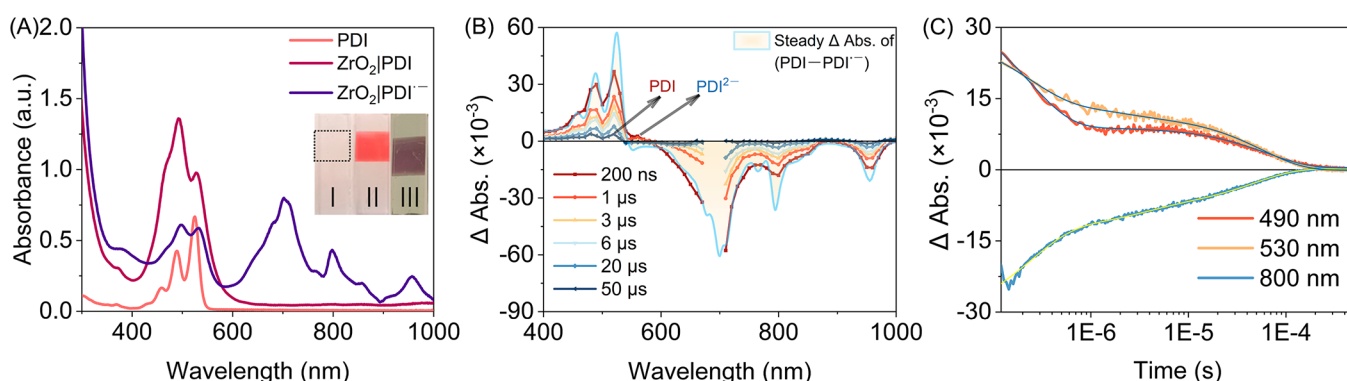 (A)
2.0
1.5
1.0
0.5
0.0
Absorbance (a.u.)
400 600 800 1000
Wavelength (nm)
PDI
ZrO₂|PDI
ZrO₂|PDI·⁻
I II III
(B)
60
30
0
-30
-60
-90
Δ Abs. (×10⁻³)
400 600 800 1000
Wavelength (nm)
Steady Δ Abs. of
(PDI−PDI·⁻)
PDI PDI²⁻
200 ns
1 μs
3 μs
6 μs
20 μs
50 μs
(C)
30
15
0
-15
-30
Δ Abs. (×10⁻³)
1E-6 1E-5 1E-4
Time (s)
490 nm
530 nm
800 nm